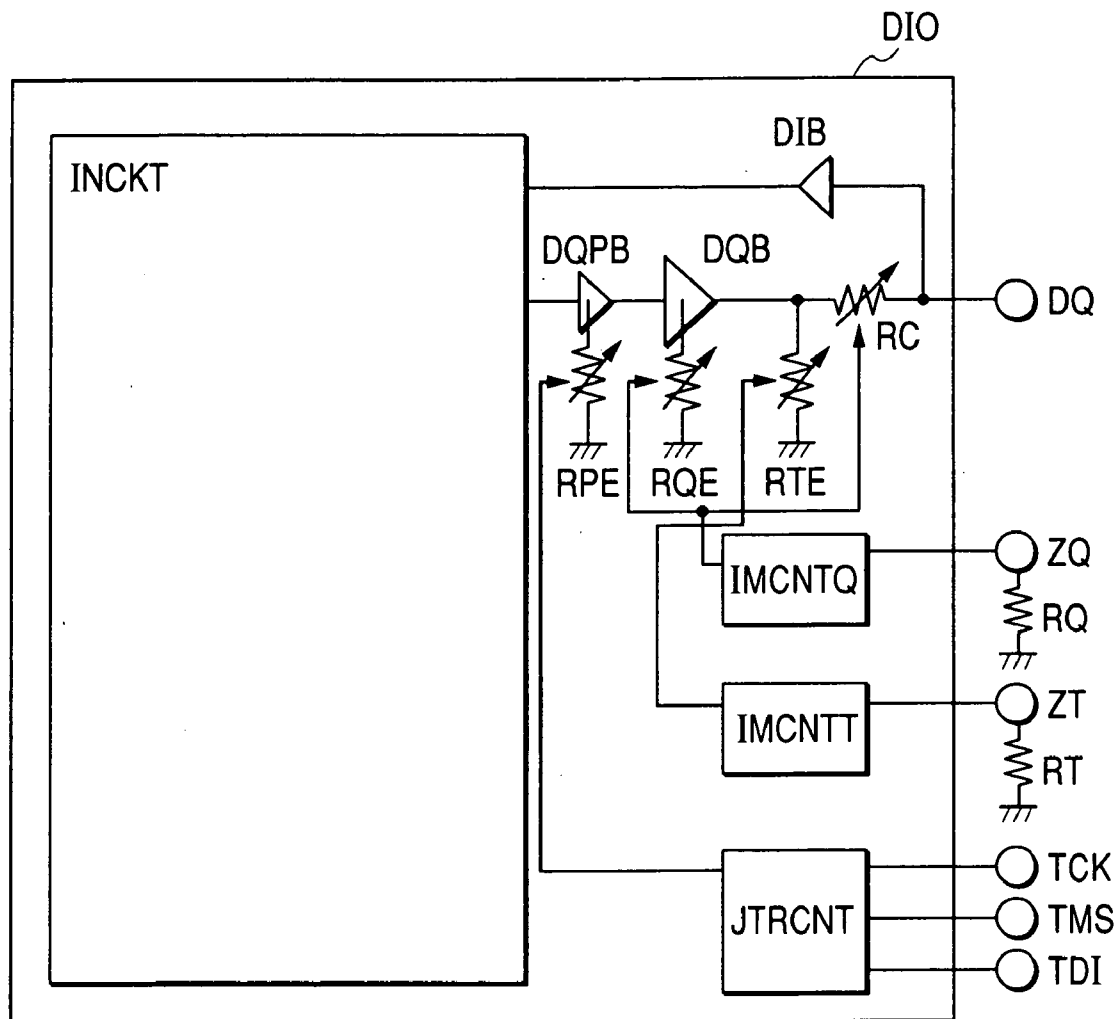 DIO
INCKT
DIB
DQPB
DQB
DQ
RC
RPE
RQE
RTE
IMCNTQ
ZQ
RQ
IMCNTT
ZT
RT
JTRCNT
TCK
TMS
TDI